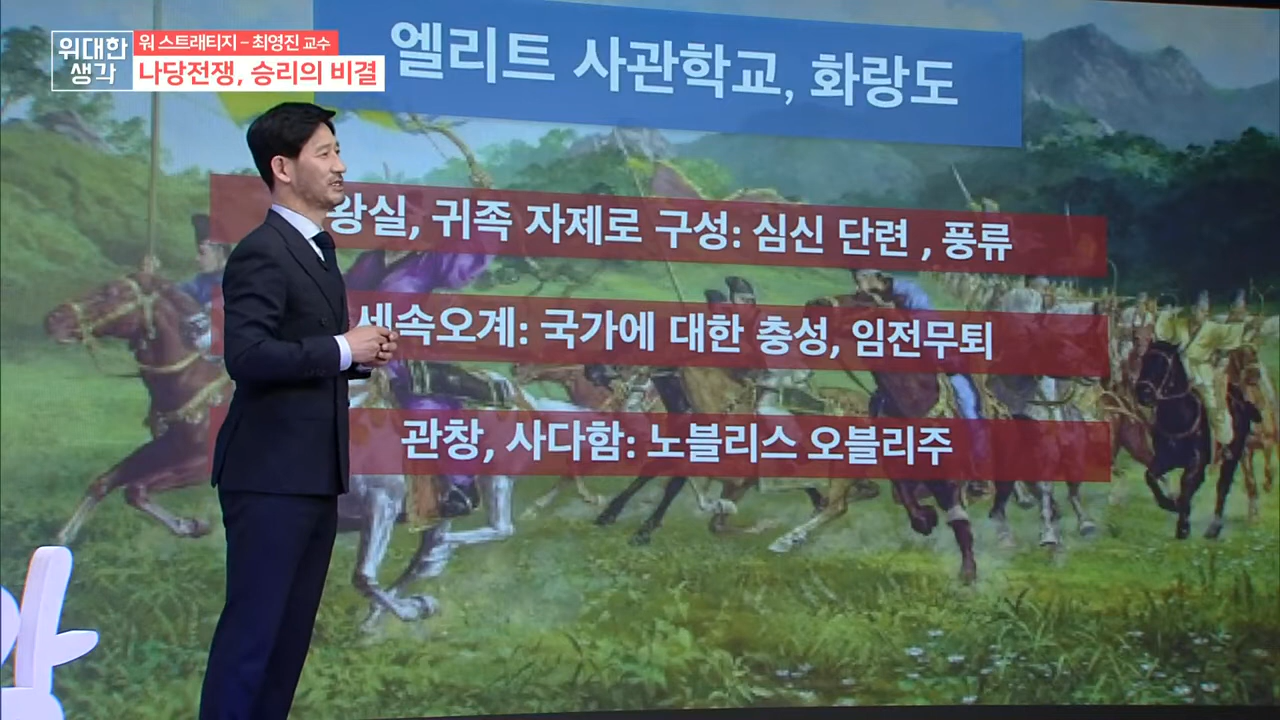 위대한
생각
워 스트래티지 – 최영진 교수
나당전쟁, 승리의 비결
엘리트 사관학교, 화랑도
왕실, 귀족 자제로 구성: 심신 단련 , 풍류
세속오계: 국가에 대한 충성, 임전무퇴
관창, 사다함: 노블리스 오블리주